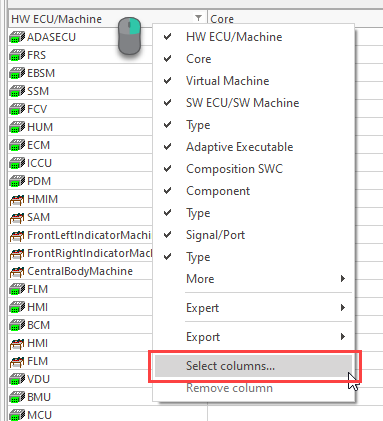 HW ECU/Machine Core
ADASECU
FRS
EBSM
SSM
FCV
HUM
ECM
ICCU
PDM
HMIM
SAM
FrontLeftIndicatorMachi
FrontRightIndicatorMac
CentralBodyMachine
FLM
HMI
BCM
HMI
FLM
VDU
BMU
MCU
HW ECU/Machine
Core
Virtual Machine
SW ECU/SW Machine
Type
Adaptive Executable
Composition SWC
Component
Type
Signal/Port
Type
More
Expert
Export
Select columns...
Remove column